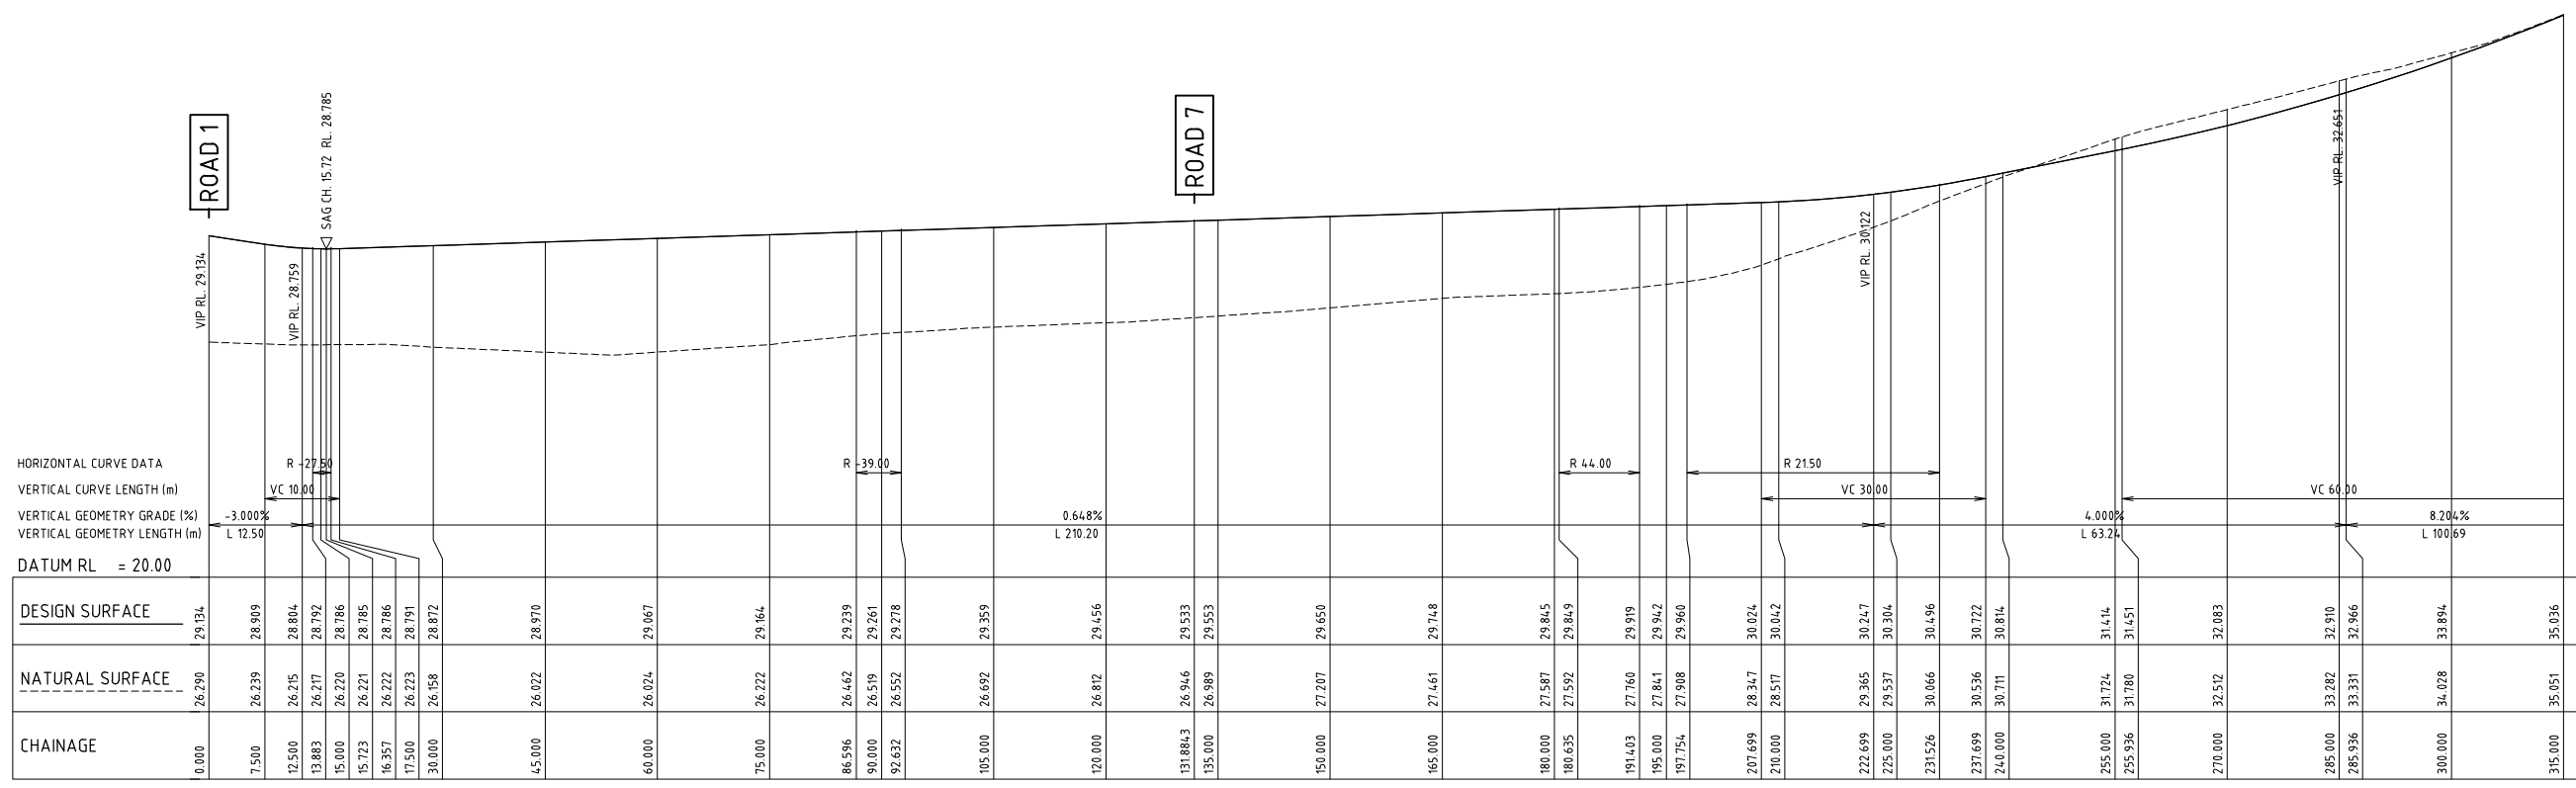 ROAD 1
SAG CH. 15.72 RL. 28.785
ROAD 7
VIP RL. 29.134
VIP RL. 28.759
VIP RL. 30.122
VIP RL. 32.651
HORIZONTAL CURVE DATA R -27.50 R -39.00 R 44.00 R 21.50
VERTICAL CURVE LENGTH (m) VC 10.00 VC 30.00 VC 60.00
VERTICAL GEOMETRY GRADE (%) -3.000% 0.648% 4.000% 8.204%
VERTICAL GEOMETRY LENGTH (m) L 12.50 L 210.20 L 63.24 L 100.69
DATUM RL = 20.00
DESIGN SURFACE 29.134 28.909 28.804 28.792 28.786 28.785 28.786 28.791 28.872 28.970 29.067 29.164 29.239 29.261 29.278 29.359 29.456 29.533 29.553 29.650 29.748 29.845 29.849 29.919 29.942 29.960 30.024 30.042 30.247 30.304 30.496 30.722 30.814 31.414 31.451 32.083 32.910 32.966 33.894 35.036
NATURAL SURFACE 26.290 26.239 26.215 26.217 26.220 26.221 26.222 26.223 26.158 26.022 26.024 26.222 26.462 26.519 26.552 26.692 26.812 26.946 26.989 27.207 27.461 27.587 27.592 27.760 27.841 27.908 28.347 28.517 29.365 29.537 30.066 30.536 30.711 31.724 31.780 32.512 33.282 33.331 34.028 35.051
CHAINAGE 0.000 7.500 12.500 13.883 15.000 15.723 16.357 17.500 30.000 45.000 60.000 75.000 86.596 90.000 92.632 105.000 120.000 131.8843 135.000 150.000 165.000 180.000 180.635 191.403 195.000 197.754 207.699 210.000 222.699 225.000 231.526 237.699 240.000 255.000 255.936 270.000 285.000 285.936 300.000 315.000